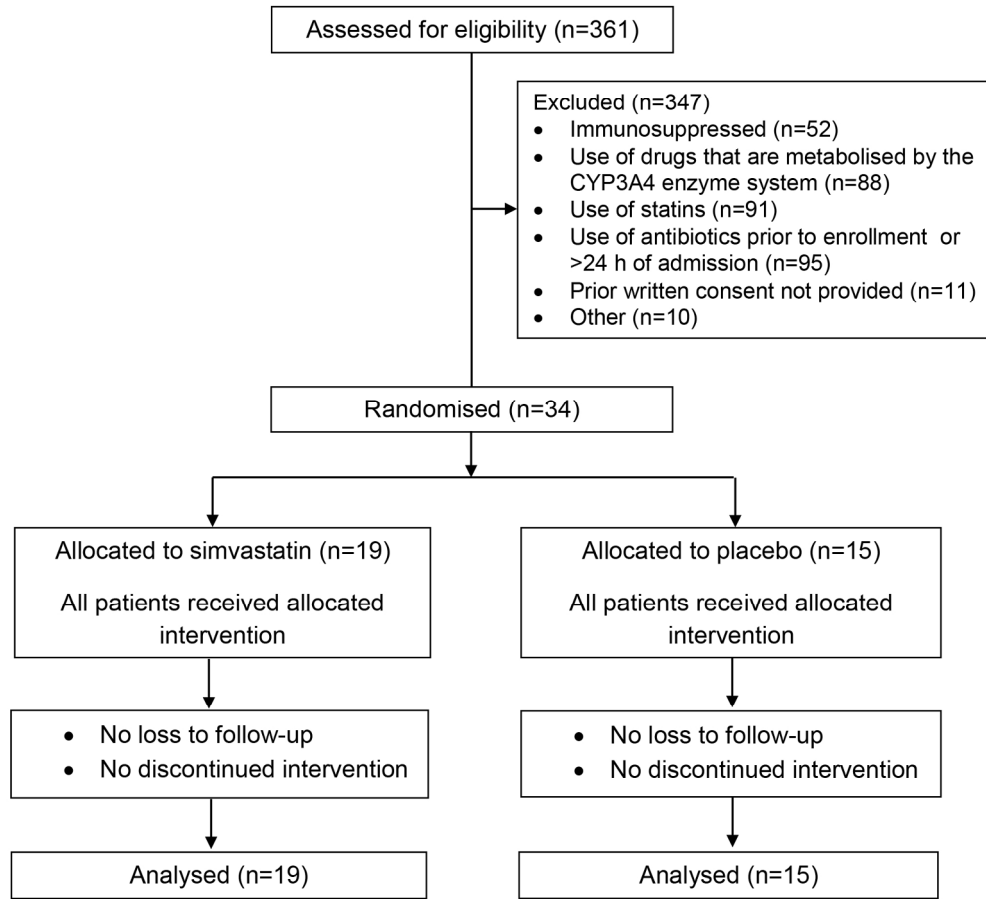 Assessed for eligibility (n=361)
Excluded (n=347)
• Immunosuppressed (n=52)
• Use of drugs that are metabolised by the
CYP3A4 enzyme system (n=88)
• Use of statins (n=91)
• Use of antibiotics prior to enrollment or
>24 h of admission (n=95)
• Prior written consent not provided (n=11)
• Other (n=10)
Randomised (n=34)
Allocated to simvastatin (n=19)
All patients received allocated
intervention
Allocated to placebo (n=15)
All patients received allocated
intervention
• No loss to follow-up
• No discontinued intervention
• No loss to follow-up
• No discontinued intervention
Analysed (n=19)
Analysed (n=15)